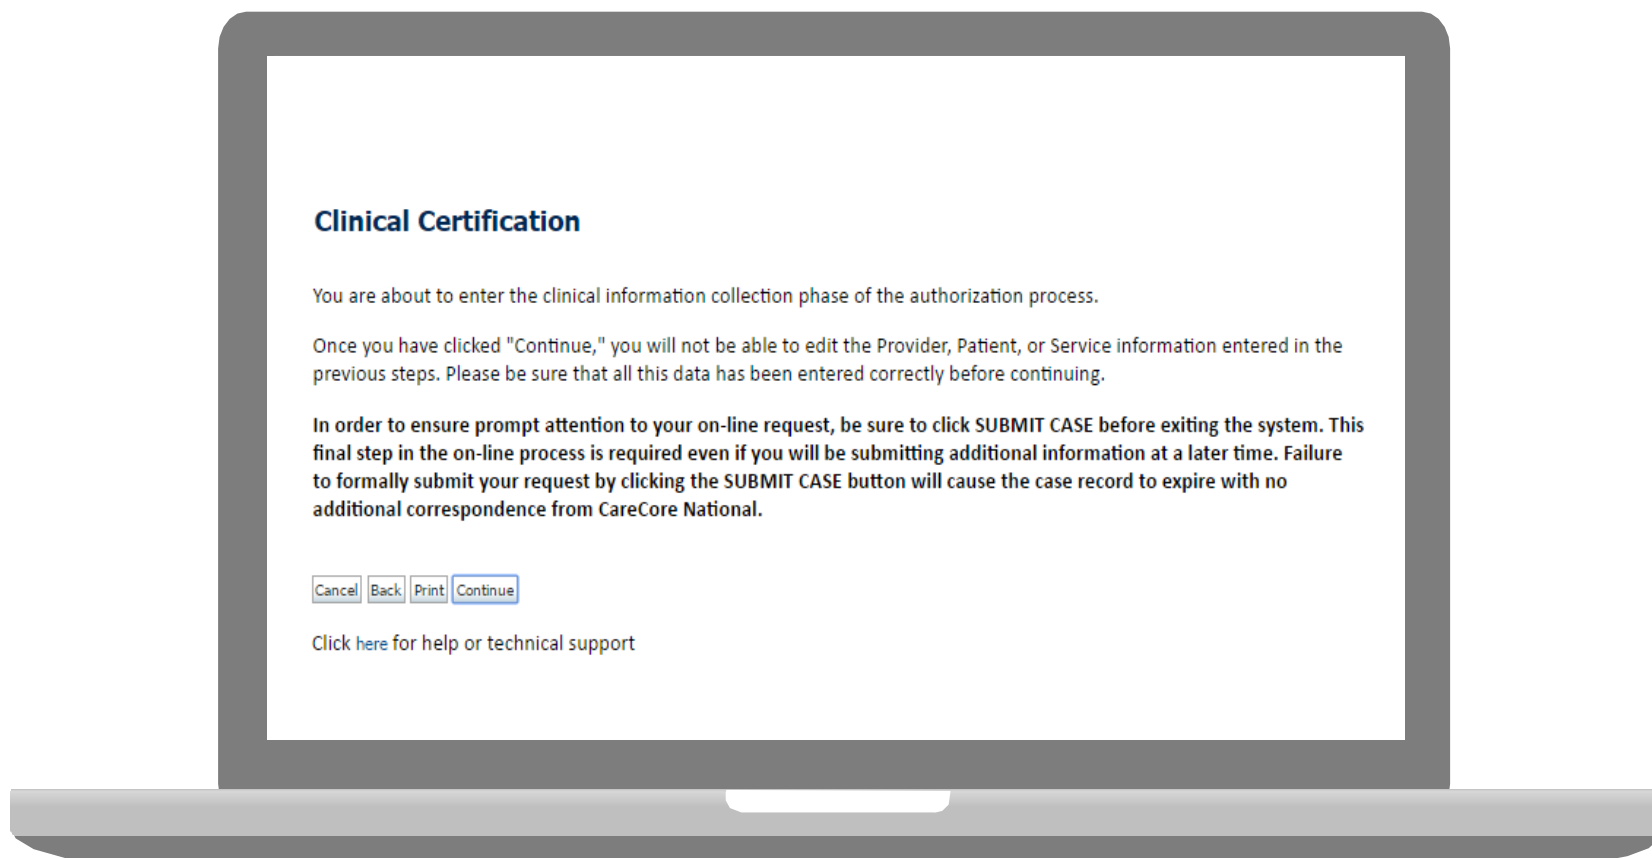 Clinical Certification
You are about to enter the clinical information collection phase of the authorization process.
Once you have clicked "Continue," you will not be able to edit the Provider, Patient, or Service information entered in the
previous steps. Please be sure that all this data has been entered correctly before continuing.
In order to ensure prompt attention to your on-line request, be sure to click SUBMIT CASE before exiting the system. This
final step in the on-line process is required even if you will be submitting additional information at a later time. Failure
to formally submit your request by clicking the SUBMIT CASE button will cause the case record to expire with no
additional correspondence from CareCore National.
Cancel Back Print Continue
Click here for help or technical support